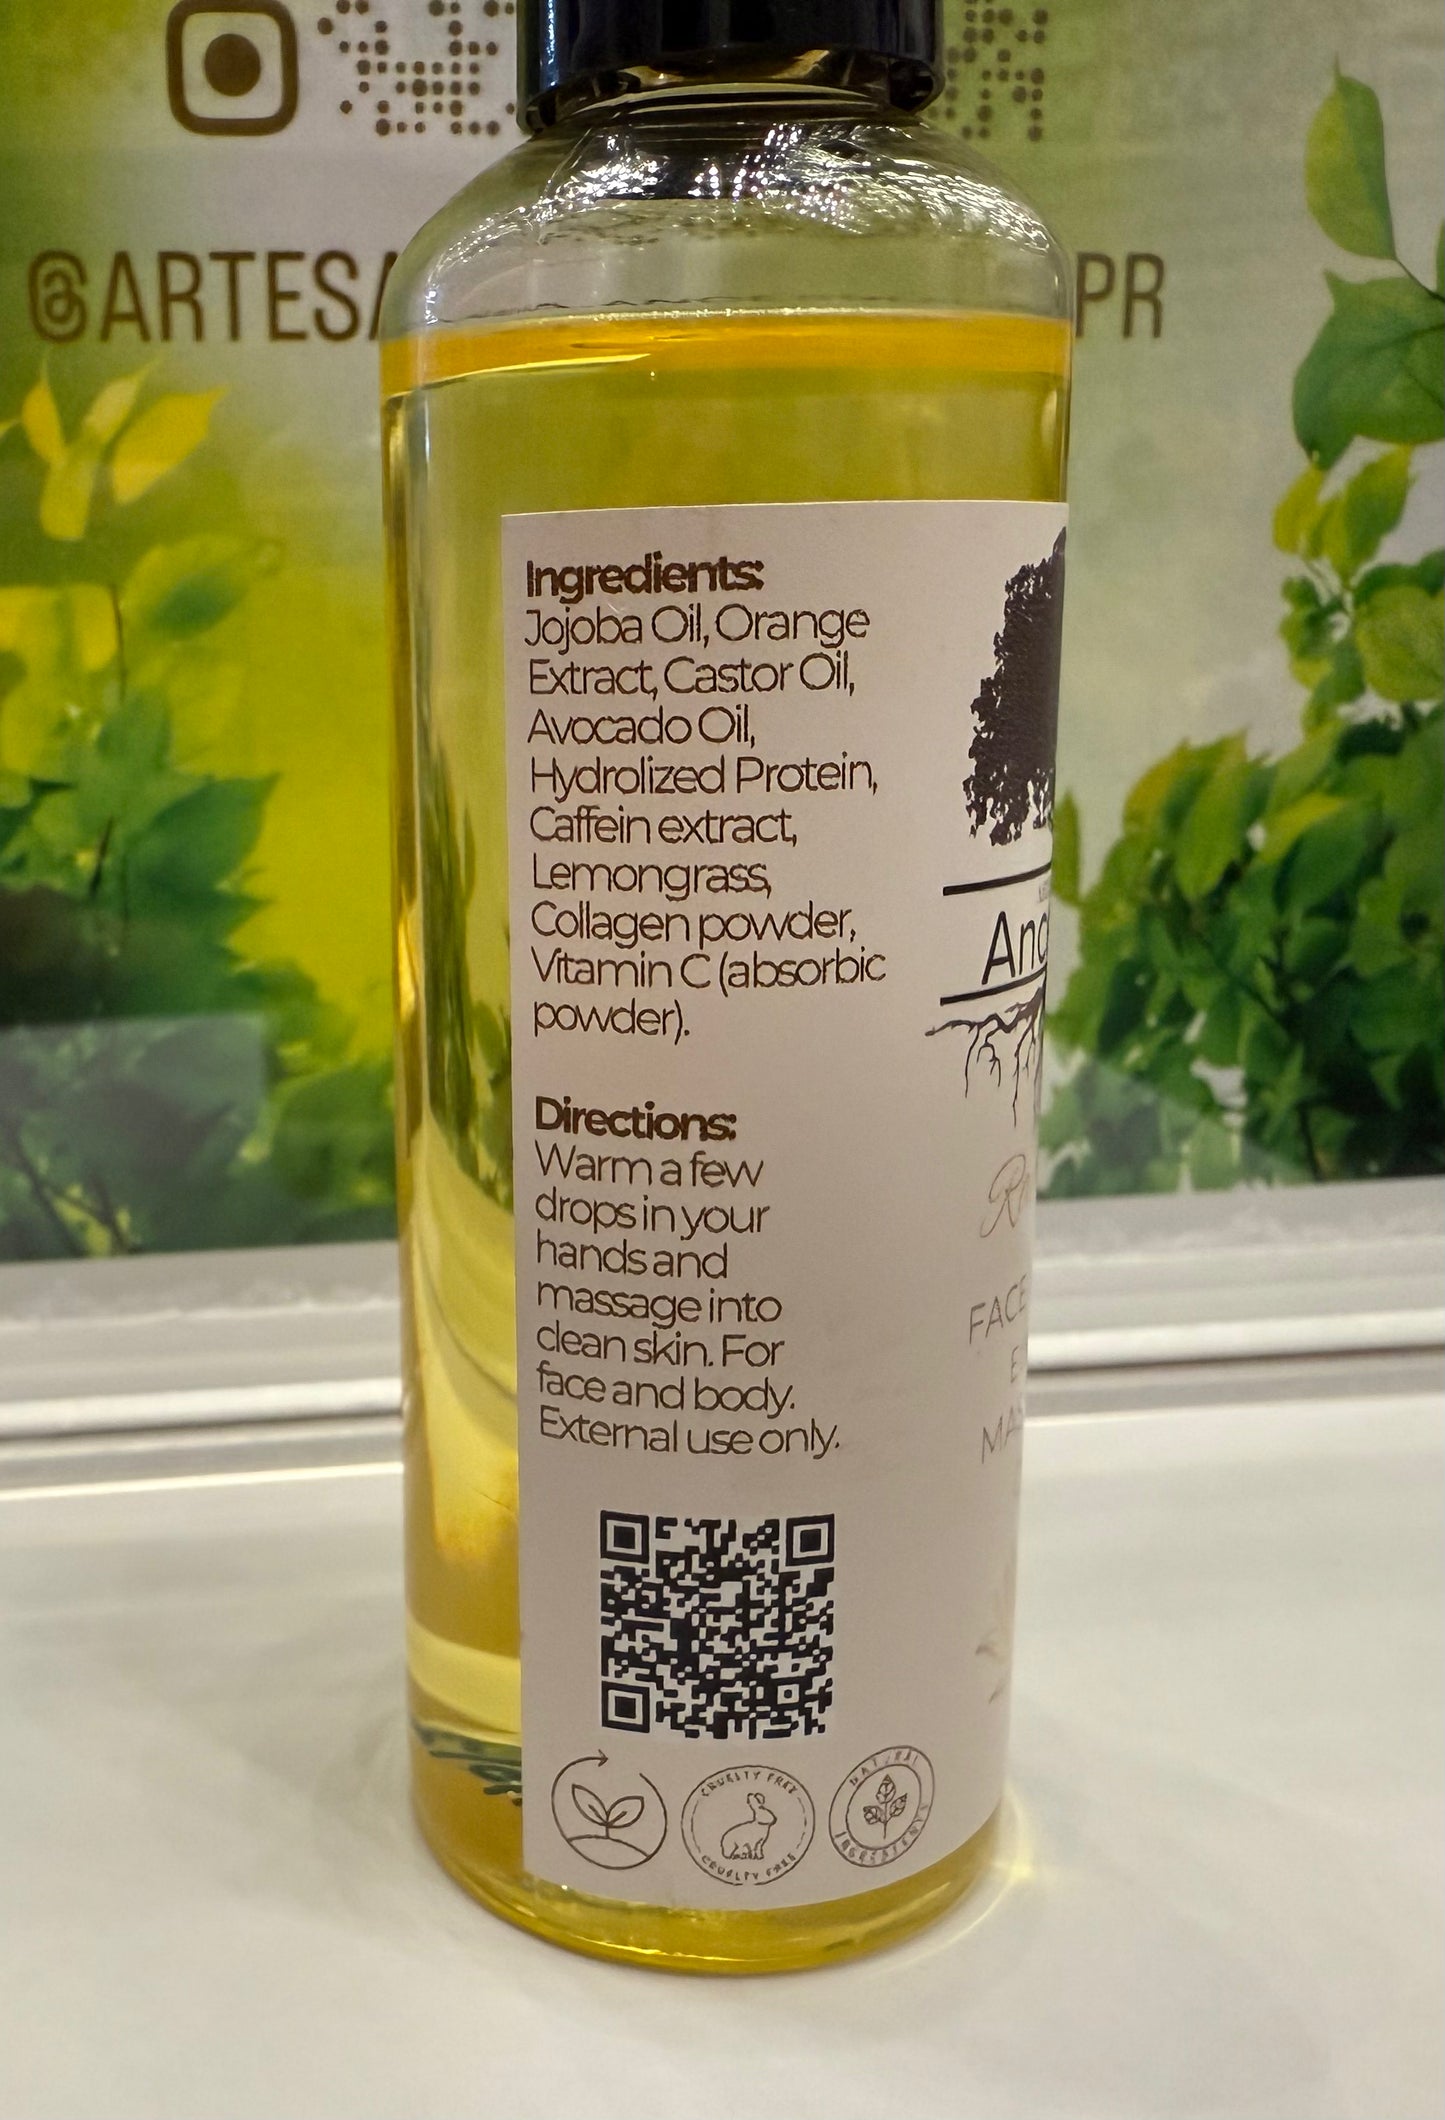 @ARTESA PR
Ingredients:
Jojoba Oil, Orange
Extract, Castor Oil,
Avocado Oil,
Hydrolized Protein,
Caffein extract,
Lemongrass,
Collagen powder,
Vitamin C (absorbic
powder).
Directions:
Warm a few
drops in your
hands and
massage into
clean skin. For
face and body.
External use only.
Anc
FACE
E
MAS
CRUELTY FREE
CRUELTY FREE
NATURAL
INGREDIENTS